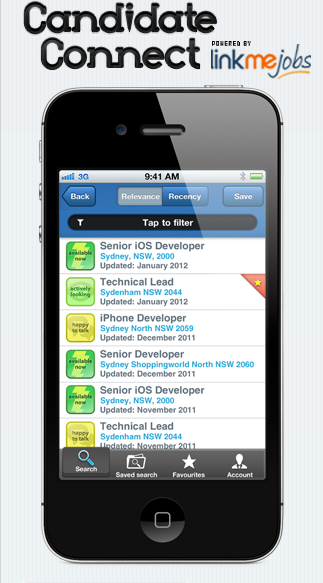 Candidate
Connect POWERED BY linkmejobs
3G 9:41 AM
Back Relevance Recency Save
Tap to filter
available now
Senior iOS Developer
Sydney, NSW, 2000
Updated: January 2012
actively looking
Technical Lead
Sydenham NSW 2044
Updated: January 2012
happy to talk
iPhone Developer
Sydney North NSW 2059
Updated: December 2011
available now
Senior Developer
Sydney Shoppingworld North NSW 2060
Updated: December 2011
available now
Senior iOS Developer
Sydney, NSW, 2000
Updated: November 2011
happy to talk
Technical Lead
Sydenham NSW 2044
Updated: November 2011
Search Saved search Favourites Account